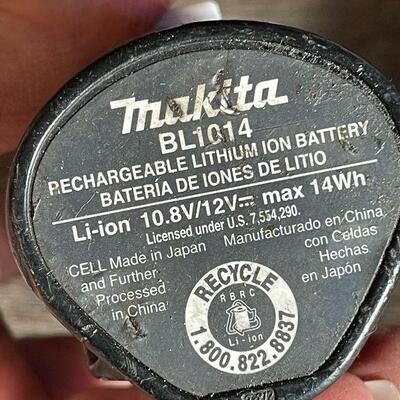 makita
BL1014
RECHARGEABLE LITHIUM ION BATTERY
BATERÍA DE IONES DE LITIO
Li-ion 10.8V/12V⎓ max 14Wh
Licensed under U.S. 7,554,290.
CELL Made in Japan
and Further
Processed
in China
Manufacturado en China
con Celdas
Hechas
en Japón
RECYCLE
RBRC
Li-ion
1.800.822.8837